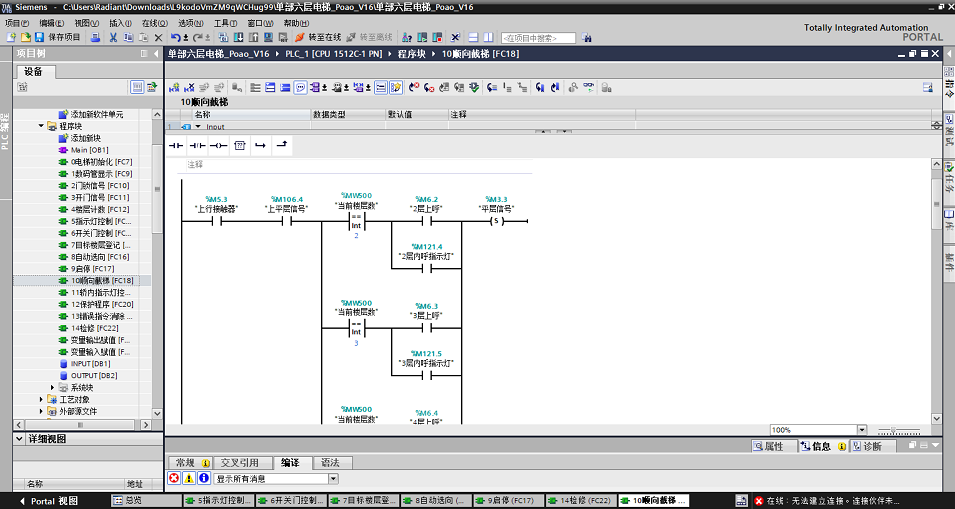 Siemens - C:\Users\Radiant\Downloads\L9kodoVmZM9qWCHug99\单部六层电梯_Poao_V16\单部六层电梯_Poao_V16
项目(P) 编辑(E) 视图(V) 插入(I) 在线(O) 选项(N) 工具(T) 窗口(W) 帮助(H)
Totally Integrated Automation
PORTAL
保存项目 转至在线 转至离线 <在项目中搜索>
项目树
单部六层电梯_Poao_V16 PLC_1 [CPU 1512C-1 PN] 程序块 10顺向截梯 [FC18]
设备
PLC 编程
添加新软件单元
程序块
添加新块
Main [OB1]
0电梯初始化 [FC7]
1数码管显示 [FC9]
2门锁信号 [FC10]
3开门信号 [FC11]
4楼层计数 [FC12]
5指示灯控制 [FC...
6开关门控制 [FC...
7目标楼层登记 [...
8自动选向 [FC16]
9启停 [FC17]
10顺向截梯 [FC18]
11轿内指示灯控...
12保护程序 [FC20]
13错误指令消除 ...
14检修 [FC22]
变量输出赋值 [F...
变量输入赋值 [F...
INPUT [DB1]
OUTPUT [DB2]
系统块
工艺对象
外部源文件
详细视图
名称 地址
10顺向截梯
名称 数据类型 默认值 注释
1 Input
注释
%M5.3
"上行接触器"
%M106.4
"上平层信号"
%MW500
"当前楼层数"
==
Int
2
%M6.2
"2层上呼"
%M3.3
"平层信号"
S
%M121.4
"2层内呼指示灯"
%MW500
"当前楼层数"
==
Int
3
%M6.3
"3层上呼"
%M121.5
"3层内呼指示灯"
%MW500
"当前楼层数"
%M6.4
"4层上呼"
100%
属性 信息 诊断
常规 交叉引用 编译 语法
显示所有消息
测试
任务
库
插件
Portal 视图 总览 5指示灯控制... 6开关门控制... 7目标楼层登... 8自动选向 (... 9启停 (FC17) 14检修 (FC22) 10顺向截梯 ... 在线：无法建立连接。连接伙伴未...